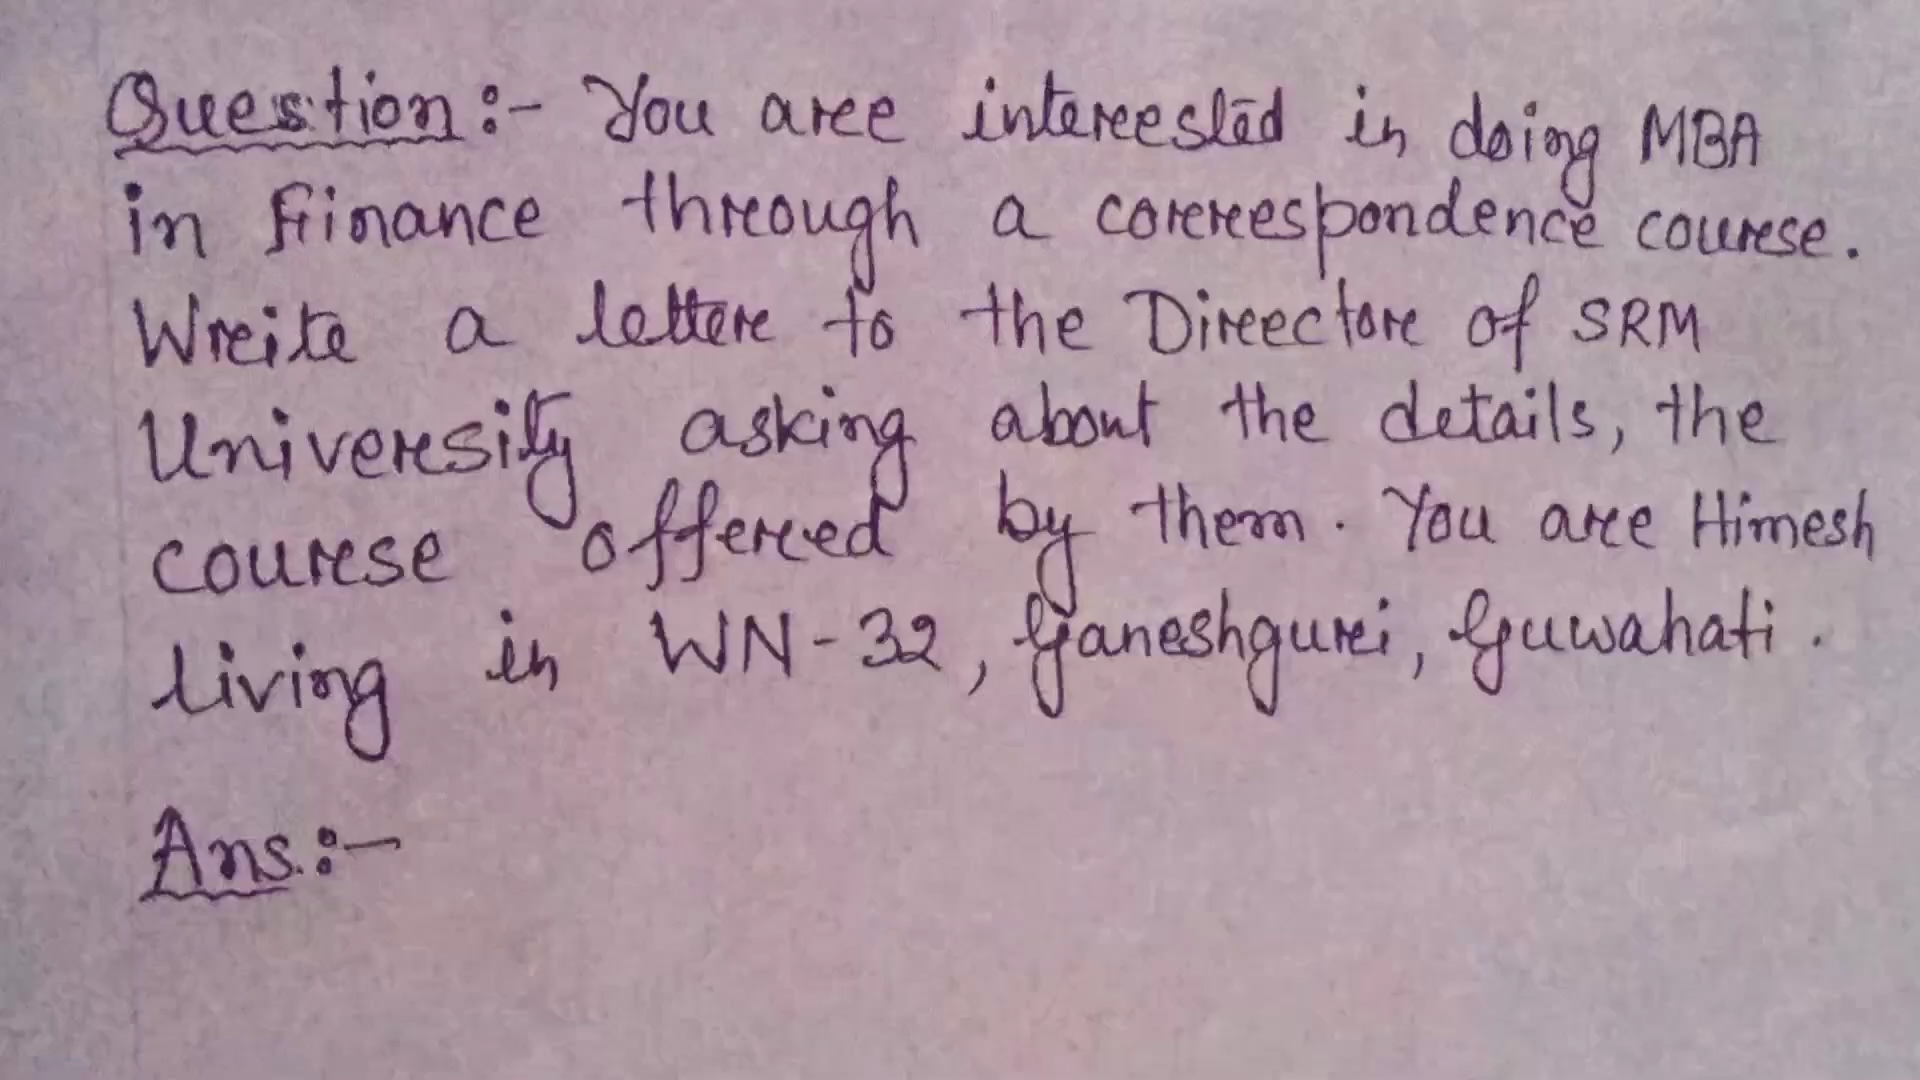 Question :- You are interested in doing MBA
in Finance through a correspondence course.
Write a letter to the Director of SRM
University asking about the details, the
course offered by them. You are Himesh
living in WN-32, Ganeshguri, Guwahati.
Ans.:-